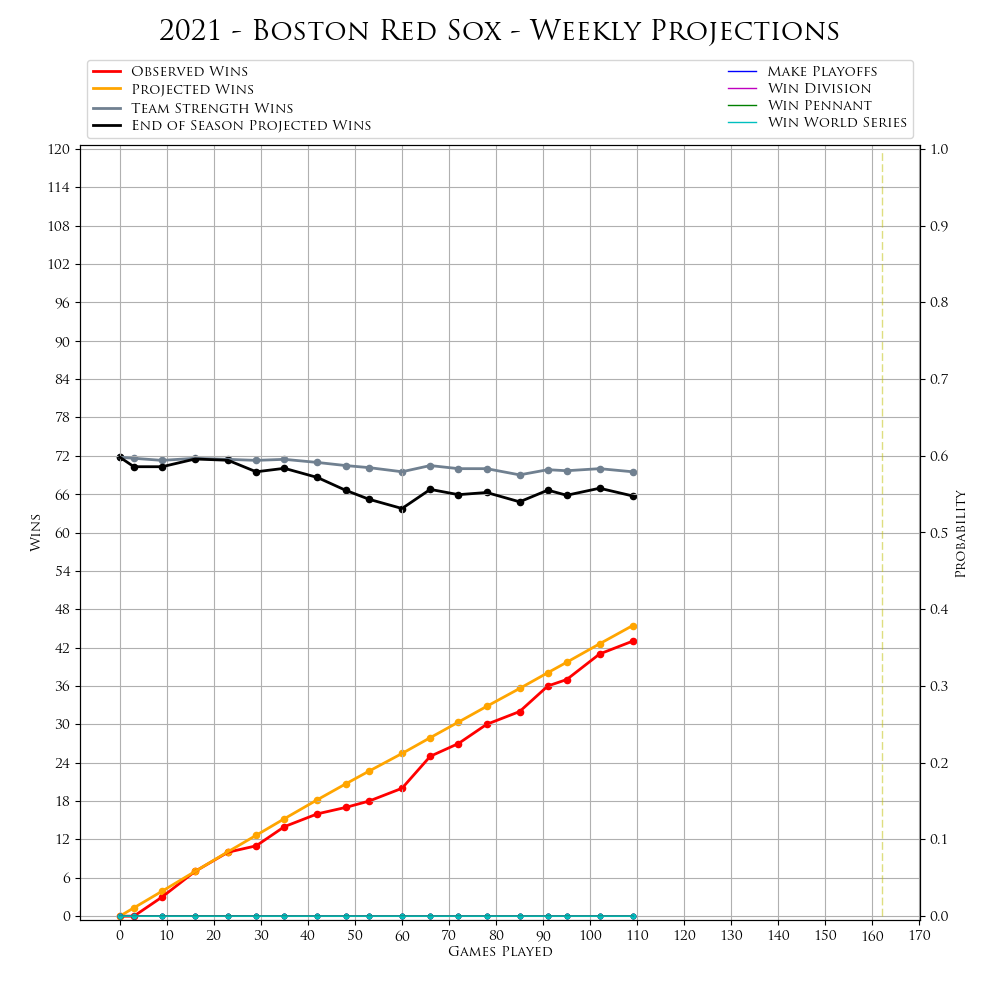 2021 - Boston Red Sox - Weekly Projections
Observed Wins
Projected Wins
Team Strength Wins
End of Season Projected Wins
Make Playoffs
Win Division
Win Pennant
Win World Series
120
114
108
102
96
90
84
78
72
66
60
54
48
42
36
30
24
18
12
6
0
Wins
1.0
0.9
0.8
0.7
0.6
0.5
0.4
0.3
0.2
0.1
0.0
Probability
0 10 20 30 40 50 60 70 80 90 100 110 120 130 140 150 160 170
Games Played